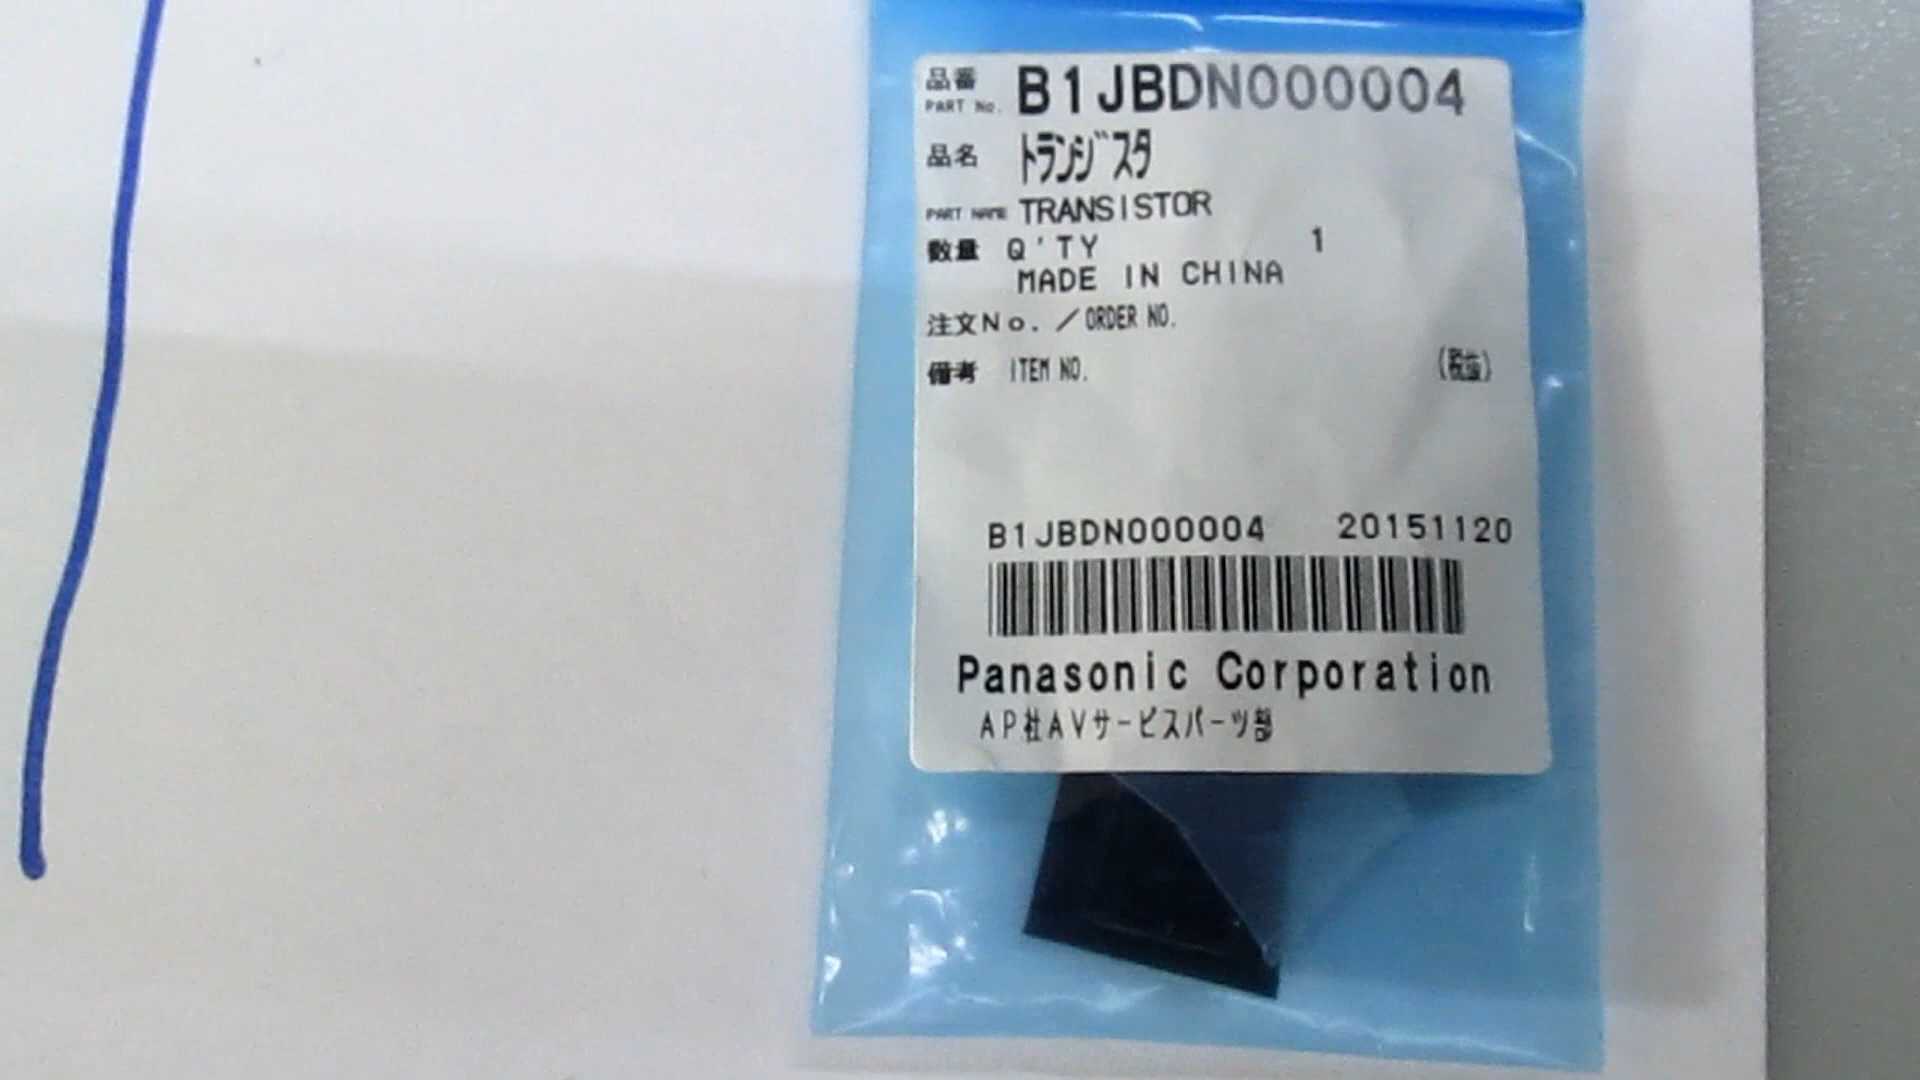 品番 PART No. B1JBDN000004
品名 トランジスタ
PART NAME TRANSISTOR
数量 Q'TY 1
MADE IN CHINA
注文No./ORDER NO.
備考 ITEM NO. (税抜)
B1JBDN000004 20151120
Panasonic Corporation
AP社AVサービスパーツ部